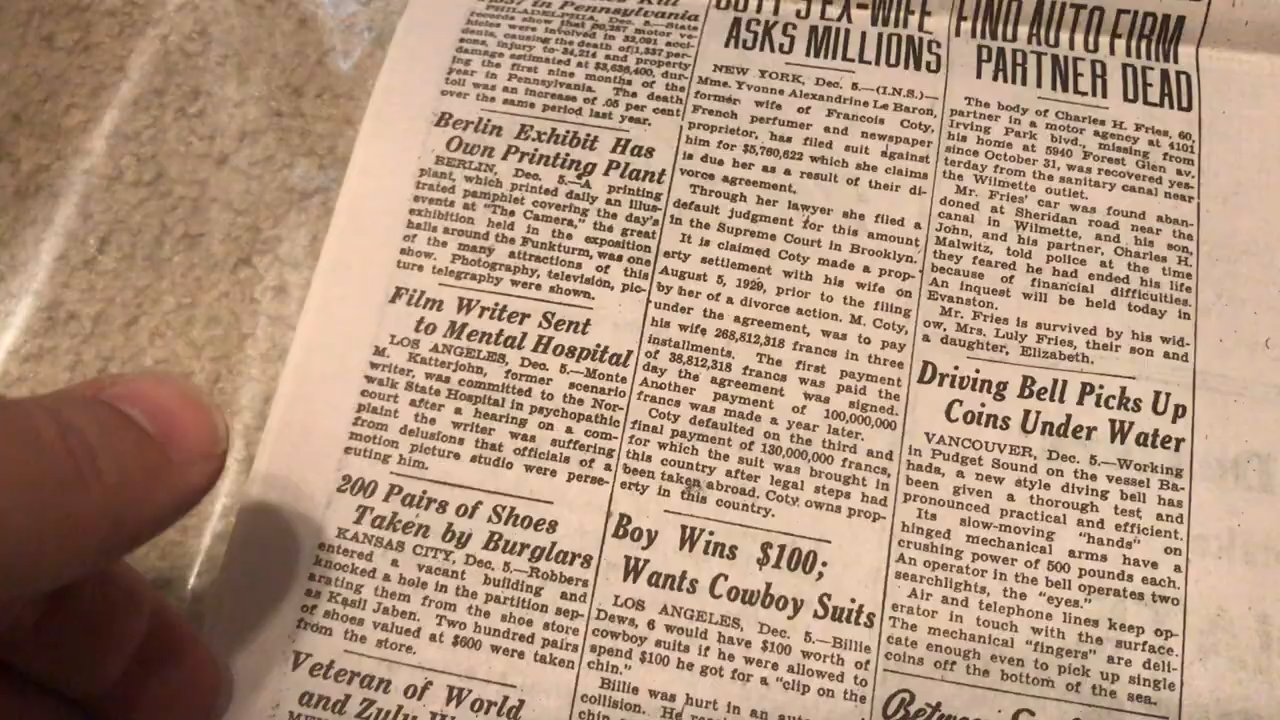 in Pennsylvania
PHILADELPHIA, Dec. 5.—State
records show that 50,287 motor ve-
hicles were involved in 32,091 acci-
dents, causing the death of 1,337 per-
sons, injury to 34,214 and property
damage estimated at $3,636,400, dur-
ing the first nine months of the
year in Pennsylvania. The death
toll was an increase of .05 per cent
over the same period last year.
Berlin Exhibit Has
Own Printing Plant
BERLIN, Dec. 5.—A printing
plant, which printed daily an illus-
trated pamphlet covering the day's
events at "The Camera," the great
exhibition held in the exposition
halls around the Funkturm, was one
of the many attractions of this
show. Photography, television, pic-
ture telegraphy were shown.
Film Writer Sent
to Mental Hospital
LOS ANGELES, Dec. 5.—Monte
M. Katterjohn, former scenario
writer, was committed to the Nor-
walk State Hospital in psychopathic
court after a hearing on a com-
plaint the writer was suffering
from delusions that officials of a
motion picture studio were perse-
cuting him.
200 Pairs of Shoes
Taken by Burglars
KANSAS CITY, Dec. 5.—Robbers
entered a vacant building and
knocked a hole in the partition sep-
arating them from the shoe store
as Kasil Jaben. Two hundred pairs
of shoes valued at $600 were taken
from the store.
Veteran of World
and Zulu
EX-WIFE
ASKS MILLIONS
NEW YORK, Dec. 5.—(I.N.S.)—
Mme. Yvonne Alexandrine Le Baron,
former wife of Francois Coty,
French perfumer and newspaper
proprietor, has filed suit against
him for $5,760,622 which she claims
is due her as a result of their di-
vorce agreement.
Through her lawyer she filed a
default judgment for this amount
in the Supreme Court in Brooklyn.
It is claimed Coty made a prop-
erty settlement with his wife on
August 5, 1929, prior to the filing
by her of a divorce action. M. Coty,
under the agreement, was to pay
his wife 268,812,318 francs in three
installments. The first payment
of 38,812,318 francs was paid the
day the agreement was signed.
Another payment of 100,000,000
francs was made a year later.
Coty defaulted on the third and
final payment of 130,000,000 francs,
for which the suit was brought in
this country after legal steps had
been taken abroad. Coty owns prop-
erty in this country.
Boy Wins $100;
Wants Cowboy Suits
LOS ANGELES, Dec. 5.—Billie
Dews, 6 would have $100 worth of
cowboy suits if he were allowed to
spend $100 he got for a "clip on the
chin."
Billie was hurt in an
collision. He
FIND AUTO FIRM
PARTNER DEAD
The body of Charles H. Fries, 60,
partner in a motor agency at 4101
Irving Park blvd., missing from
his home at 5940 Forest Glen av.
since October 31, was recovered yes-
terday from the sanitary canal near
the Wilmette outlet.
Mr. Fries' car was found aban-
doned at Sheridan road near the
canal in Wilmette, and his son,
John, and his partner, Charles H.
Malwitz, told police at the time
they feared he had ended his life
because of financial difficulties.
An inquest will be held today in
Evanston.
Mr. Fries is survived by his wid-
ow, Mrs. Luly Fries, their son and
a daughter, Elizabeth.
Driving Bell Picks Up
Coins Under Water
VANCOUVER, Dec. 5.—Working
in Pudget Sound on the vessel Ba-
hada, a new style diving bell has
been given a thorough test, and
pronounced practical and efficient.
Its slow-moving "hands" on
hinged mechanical arms have a
crushing power of 500 pounds each.
An operator in the bell operates two
searchlights, the "eyes."
Air and telephone lines keep op-
erator in touch with the surface.
The mechanical "fingers" are deli-
cate enough even to pick up single
coins off the bottom of the sea.